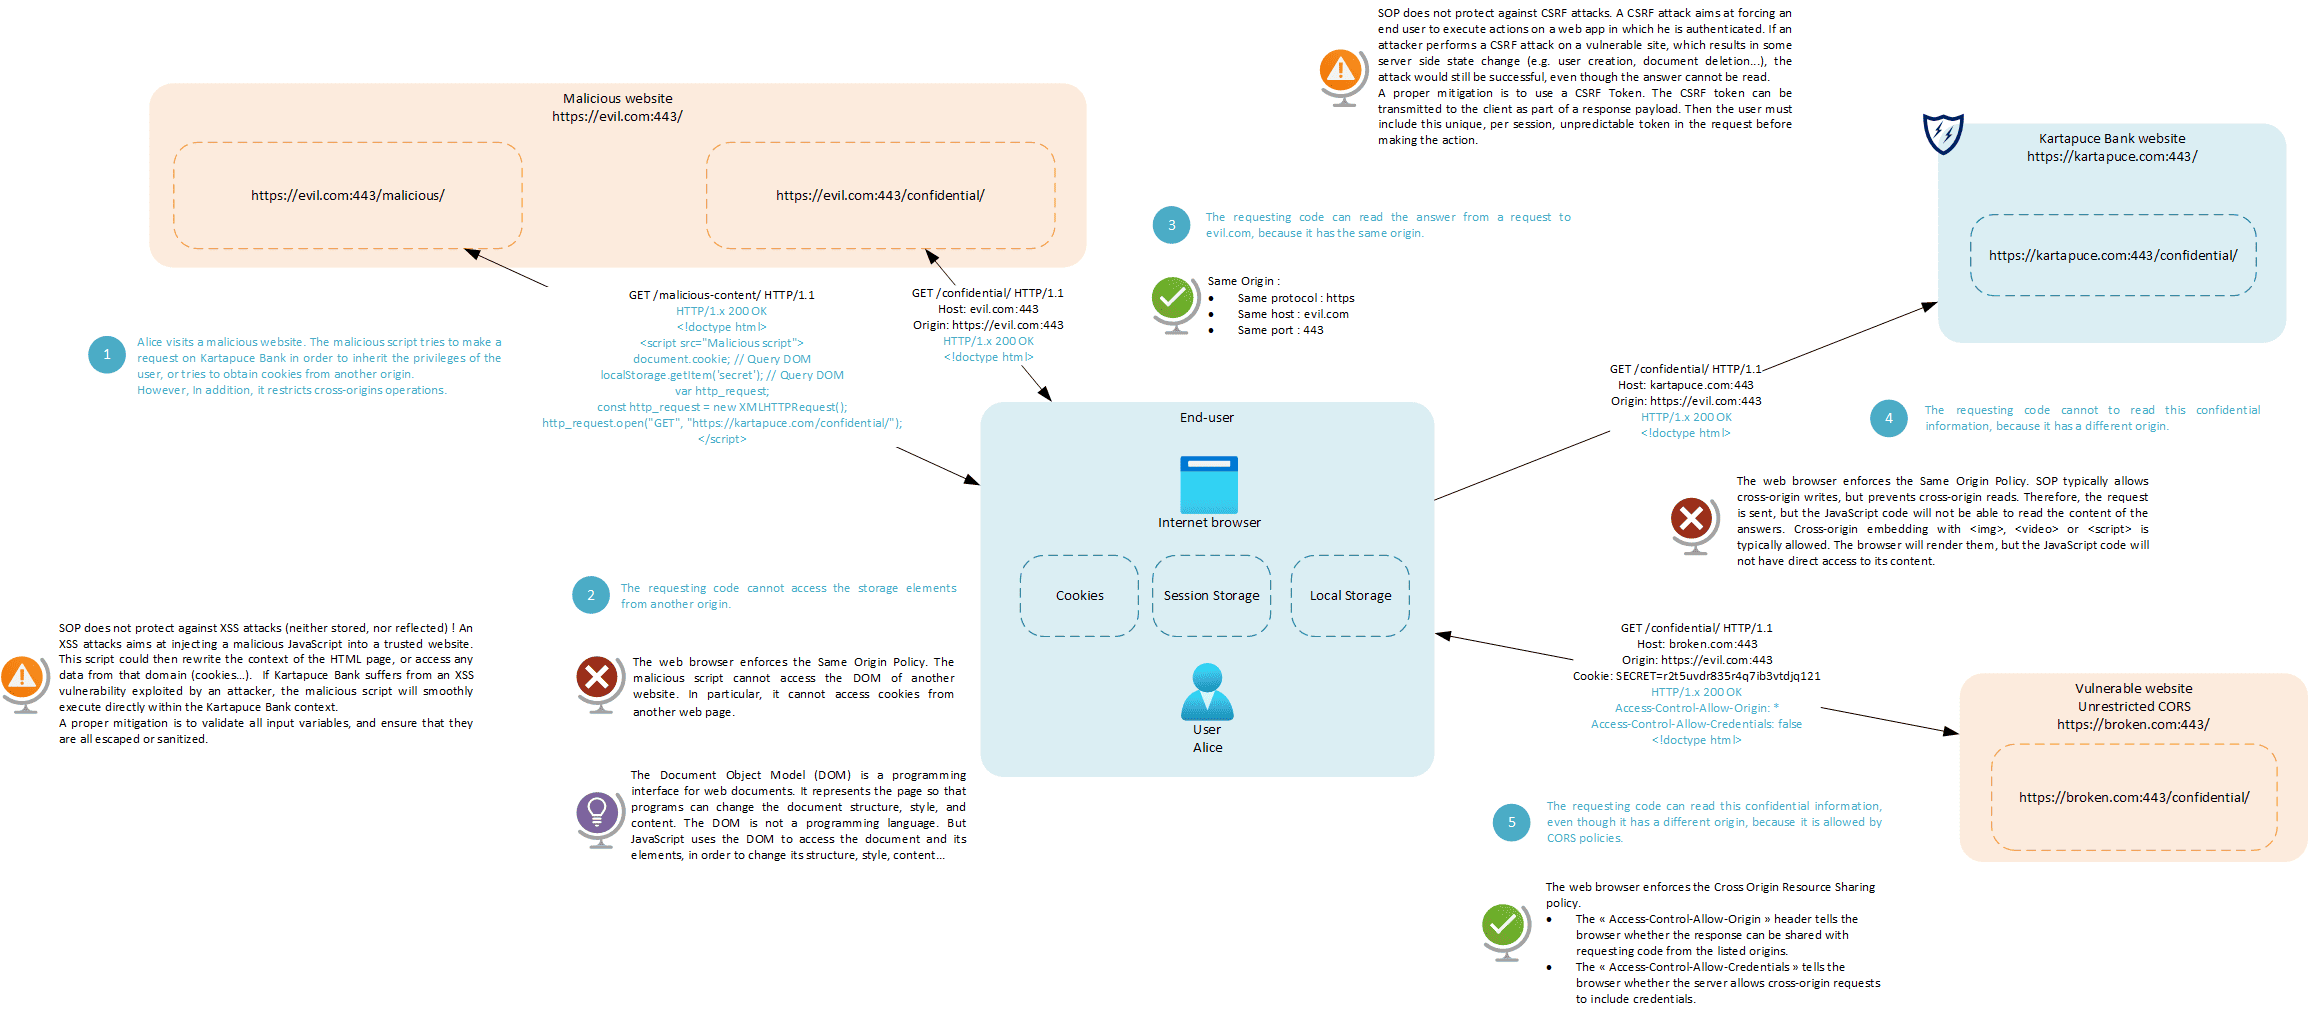 SOP does not protect against CSRF attacks. A CSRF attack aims at forcing an
end user to execute actions on a web app in which he is authenticated. If an
attacker performs a CSRF attack on a vulnerable site, which results in some
server side state change (e.g. user creation, document deletion...), the
attack would still be successful, even though the answer cannot be read.
A proper mitigation is to use a CSRF Token. The CSRF token can be
transmitted to the client as part of a response payload. Then the user must
include this unique, per session, unpredictable token in the request before
making the action.
Malicious website
https://evil.com:443/
https://evil.com:443/malicious/
https://evil.com:443/confidential/
Kartapuce Bank website
https://kartapuce.com:443/
https://kartapuce.com:443/confidential/
3
The requesting code can read the answer from a request to
evil.com, because it has the same origin.
Same Origin :
• Same protocol : https
• Same host : evil.com
• Same port : 443
GET /malicious-content/ HTTP/1.1
HTTP/1.x 200 OK
<!doctype html>
<script src="Malicious script">
document.cookie; // Query DOM
localStorage.getItem('secret'); // Query DOM
var http_request;
const http_request = new XMLHTTPRequest();
http_request.open("GET", "https://kartapuce.com/confidential/");
</script>
GET /confidential/ HTTP/1.1
Host: evil.com:443
Origin: https://evil.com:443
HTTP/1.x 200 OK
<!doctype html>
1
Alice visits a malicious website. The malicious script tries to make a
request on Kartapuce Bank in order to inherit the privileges of the
user, or tries to obtain cookies from another origin.
However, In addition, it restricts cross-origins operations.
GET /confidential/ HTTP/1.1
Host: kartapuce.com:443
Origin: https://evil.com:443
HTTP/1.x 200 OK
<!doctype html>
4
The requesting code cannot to read this confidential
information, because it has a different origin.
The web browser enforces the Same Origin Policy. SOP typically allows
cross-origin writes, but prevents cross-origin reads. Therefore, the request
is sent, but the JavaScript code will not be able to read the content of the
answers. Cross-origin embedding with <img>, <video> or <script> is
typically allowed. The browser will render them, but the JavaScript code will
not have direct access to its content.
End-user
Internet browser
Cookies
Session Storage
Local Storage
User
Alice
2
The requesting code cannot access the storage elements
from another origin.
The web browser enforces the Same Origin Policy. The
malicious script cannot access the DOM of another
website. In particular, it cannot access cookies from
another web page.
The Document Object Model (DOM) is a programming
interface for web documents. It represents the page so that
programs can change the document structure, style, and
content. The DOM is not a programming language. But
JavaScript uses the DOM to access the document and its
elements, in order to change its structure, style, content...
SOP does not protect against XSS attacks (neither stored, nor reflected) ! An
XSS attacks aims at injecting a malicious JavaScript into a trusted website.
This script could then rewrite the context of the HTML page, or access any
data from that domain (cookies...). If Kartapuce Bank suffers from an XSS
vulnerability exploited by an attacker, the malicious script will smoothly
execute directly within the Kartapuce Bank context.
A proper mitigation is to validate all input variables, and ensure that they
are all escaped or sanitized.
GET /confidential/ HTTP/1.1
Host: broken.com:443
Origin: https://evil.com:443
Cookie: SECRET=r2t5uvdr835r4q7ib3vtdjq121
HTTP/1.x 200 OK
Access-Control-Allow-Origin: *
Access-Control-Allow-Credentials: false
<!doctype html>
Vulnerable website
Unrestricted CORS
https://broken.com:443/
https://broken.com:443/confidential/
5
The requesting code can read this confidential information,
even though it has a different origin, because it is allowed by
CORS policies.
The web browser enforces the Cross Origin Resource Sharing
policy.
• The « Access-Control-Allow-Origin » header tells the
browser whether the response can be shared with
requesting code from the listed origins.
• The « Access-Control-Allow-Credentials » tells the
browser whether the server allows cross-origin requests
to include credentials.